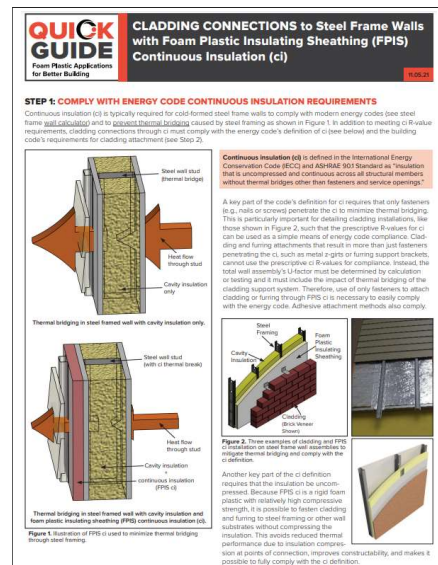 QUICK
GUIDE
Foam Plastic Applications
for Better Building
CLADDING CONNECTIONS to Steel Frame Walls
with Foam Plastic Insulating Sheathing (FPIS)
Continuous Insulation (ci)
11.05.21
STEP 1: COMPLY WITH ENERGY CODE CONTINUOUS INSULATION REQUIREMENTS
Continuous insulation (ci) is typically required for cold-formed steel frame walls to comply with modern energy codes (see steel
frame wall calculator) and to prevent thermal bridging caused by steel framing as shown in Figure 1. In addition to meeting ci R-value
requirements, cladding connections through ci must comply with the energy code's definition of ci (see below) and the building
code's requirements for cladding attachment (see Step 2).
Steel wall stud
(thermal bridge)
Heat flow
through stud
Cavity insulation
only
Thermal bridging in steel framed wall with cavity insulation only.
Steel wall stud
(with ci thermal break)
Heat flow
through stud
Cavity insulation
+
continuous insulation
(FPIS ci)
Thermal bridging in steel framed wall with cavity insulation and
foam plastic insulating sheathing (FPIS) continuous insulation (ci).
Figure 1. Illustration of FPIS ci used to minimize thermal bridging
through steel framing.
Continuous insulation (ci) is defined in the International Energy
Conservation Code (IECC) and ASHRAE 90.1 Standard as "insulation
that is uncompressed and continuous across all structural members
without thermal bridges other than fasteners and service openings."
A key part of the code's definition for ci requires that only fasteners
(e.g., nails or screws) penetrate the ci to minimize thermal bridging.
This is particularly important for detailing cladding installations, like
those shown in Figure 2, such that the prescriptive R-values for ci
can be used as a simple means of energy code compliance. Clad-
ding and furring attachments that result in more than just fasteners
penetrating the ci, such as metal z-girts or furring support brackets,
cannot use the prescriptive ci R-values for compliance. Instead, the
total wall assembly's U-factor must be determined by calculation
or testing and it must include the impact of thermal bridging of the
cladding support system. Therefore, use of only fasteners to attach
cladding or furring through FPIS ci is necessary to easily comply
with the energy code. Adhesive attachment methods also comply.
Steel
Framing
Cavity
Insulation
Foam
Plastic
Insulating
Sheathing
Cladding
(Brick Veneer
Shown)
Figure 2. Three examples of cladding and FPIS
ci installation on steel frame wall assemblies to
mitigate thermal bridging and comply with the
ci definition.
Another key part of the ci definition
requires that the insulation be uncom-
pressed. Because FPIS ci is a rigid foam
plastic with relatively high compressive
strength, it is possible to fasten cladding
and furring to steel framing or other wall
substrates without compressing the
insulation. This avoids reduced thermal
performance due to insulation compres-
sion at points of connection, improves constructability, and makes it
possible to fully comply with the ci definition.